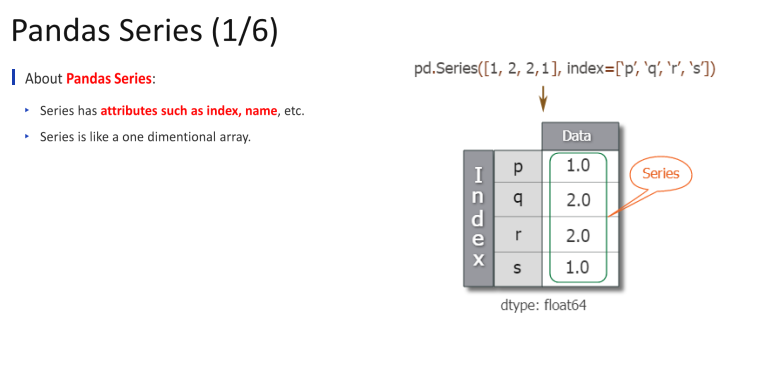 Pandas Series (1/6)
About Pandas Series:
Series has attributes such as index, name, etc.
Series is like a one dimentional array.
pd.Series([1, 2, 2,1], index=['p', 'q', 'r', 's'])
Data
Index
p 1.0
q 2.0
r 2.0
s 1.0
Series
dtype: float64